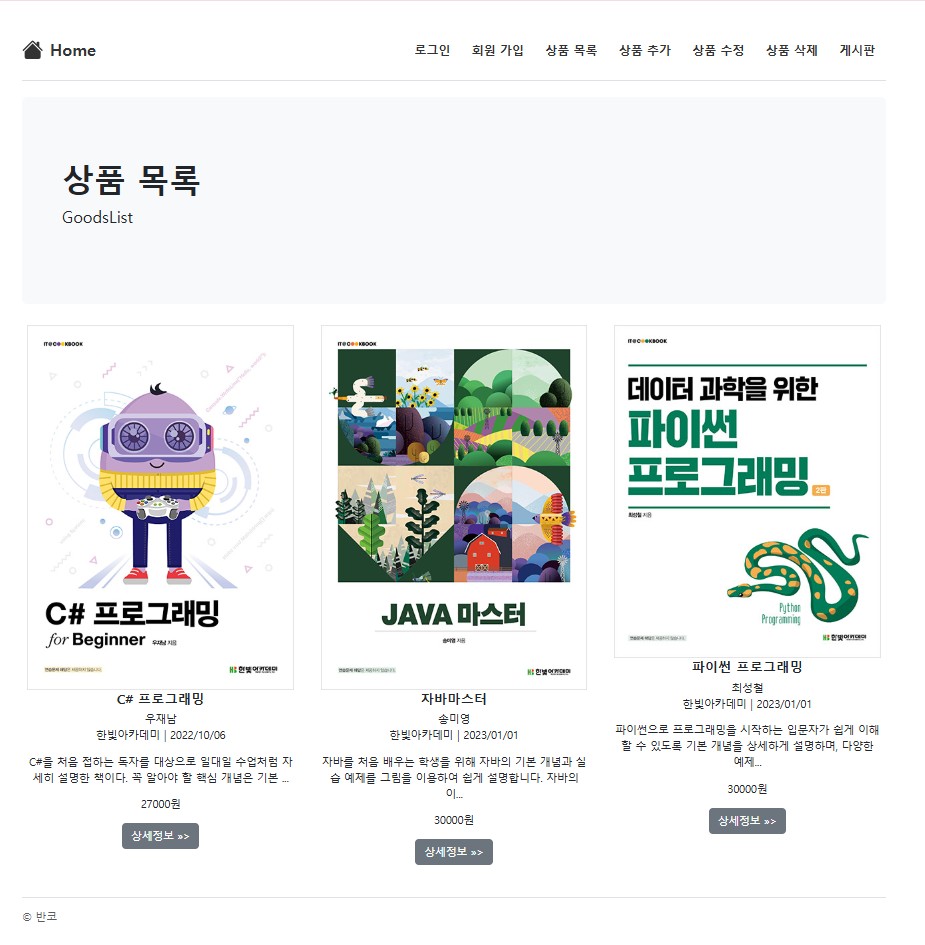 Home
로그인 회원 가입 상품 목록 상품 추가 상품 수정 상품 삭제 게시판
상품 목록
GoodsList
IT@COOKBOOK
C# 프로그래밍
for Beginner 우재남 지음
한빛아카데미
C# 프로그래밍
우재남
한빛아카데미 | 2022/10/06
C#을 처음 접하는 독자를 대상으로 일대일 수업처럼 자
세히 설명한 책이다. 꼭 알아야 할 핵심 개념은 기본 ...
27000원
상세정보 »>
IT@COOKBOOK
JAVA 마스터
송미영 지음
한빛아카데미
자바마스터
송미영
한빛아카데미 | 2023/01/01
자바를 처음 배우는 학생을 위해 자바의 기본 개념과 실
습 예제를 그림을 이용하여 쉽게 설명합니다. 자바의
이...
30000원
상세정보 »>
IT@COOKBOOK
데이터 과학을 위한
파이썬
프로그래밍 2판
최성철 지음
Python
Programming
한빛아카데미
파이썬 프로그래밍
최성철
한빛아카데미 | 2023/01/01
파이썬으로 프로그래밍을 시작하는 입문자가 쉽게 이해
할 수 있도록 기본 개념을 상세하게 설명하며, 다양한
예제...
30000원
상세정보 »>
© 반코